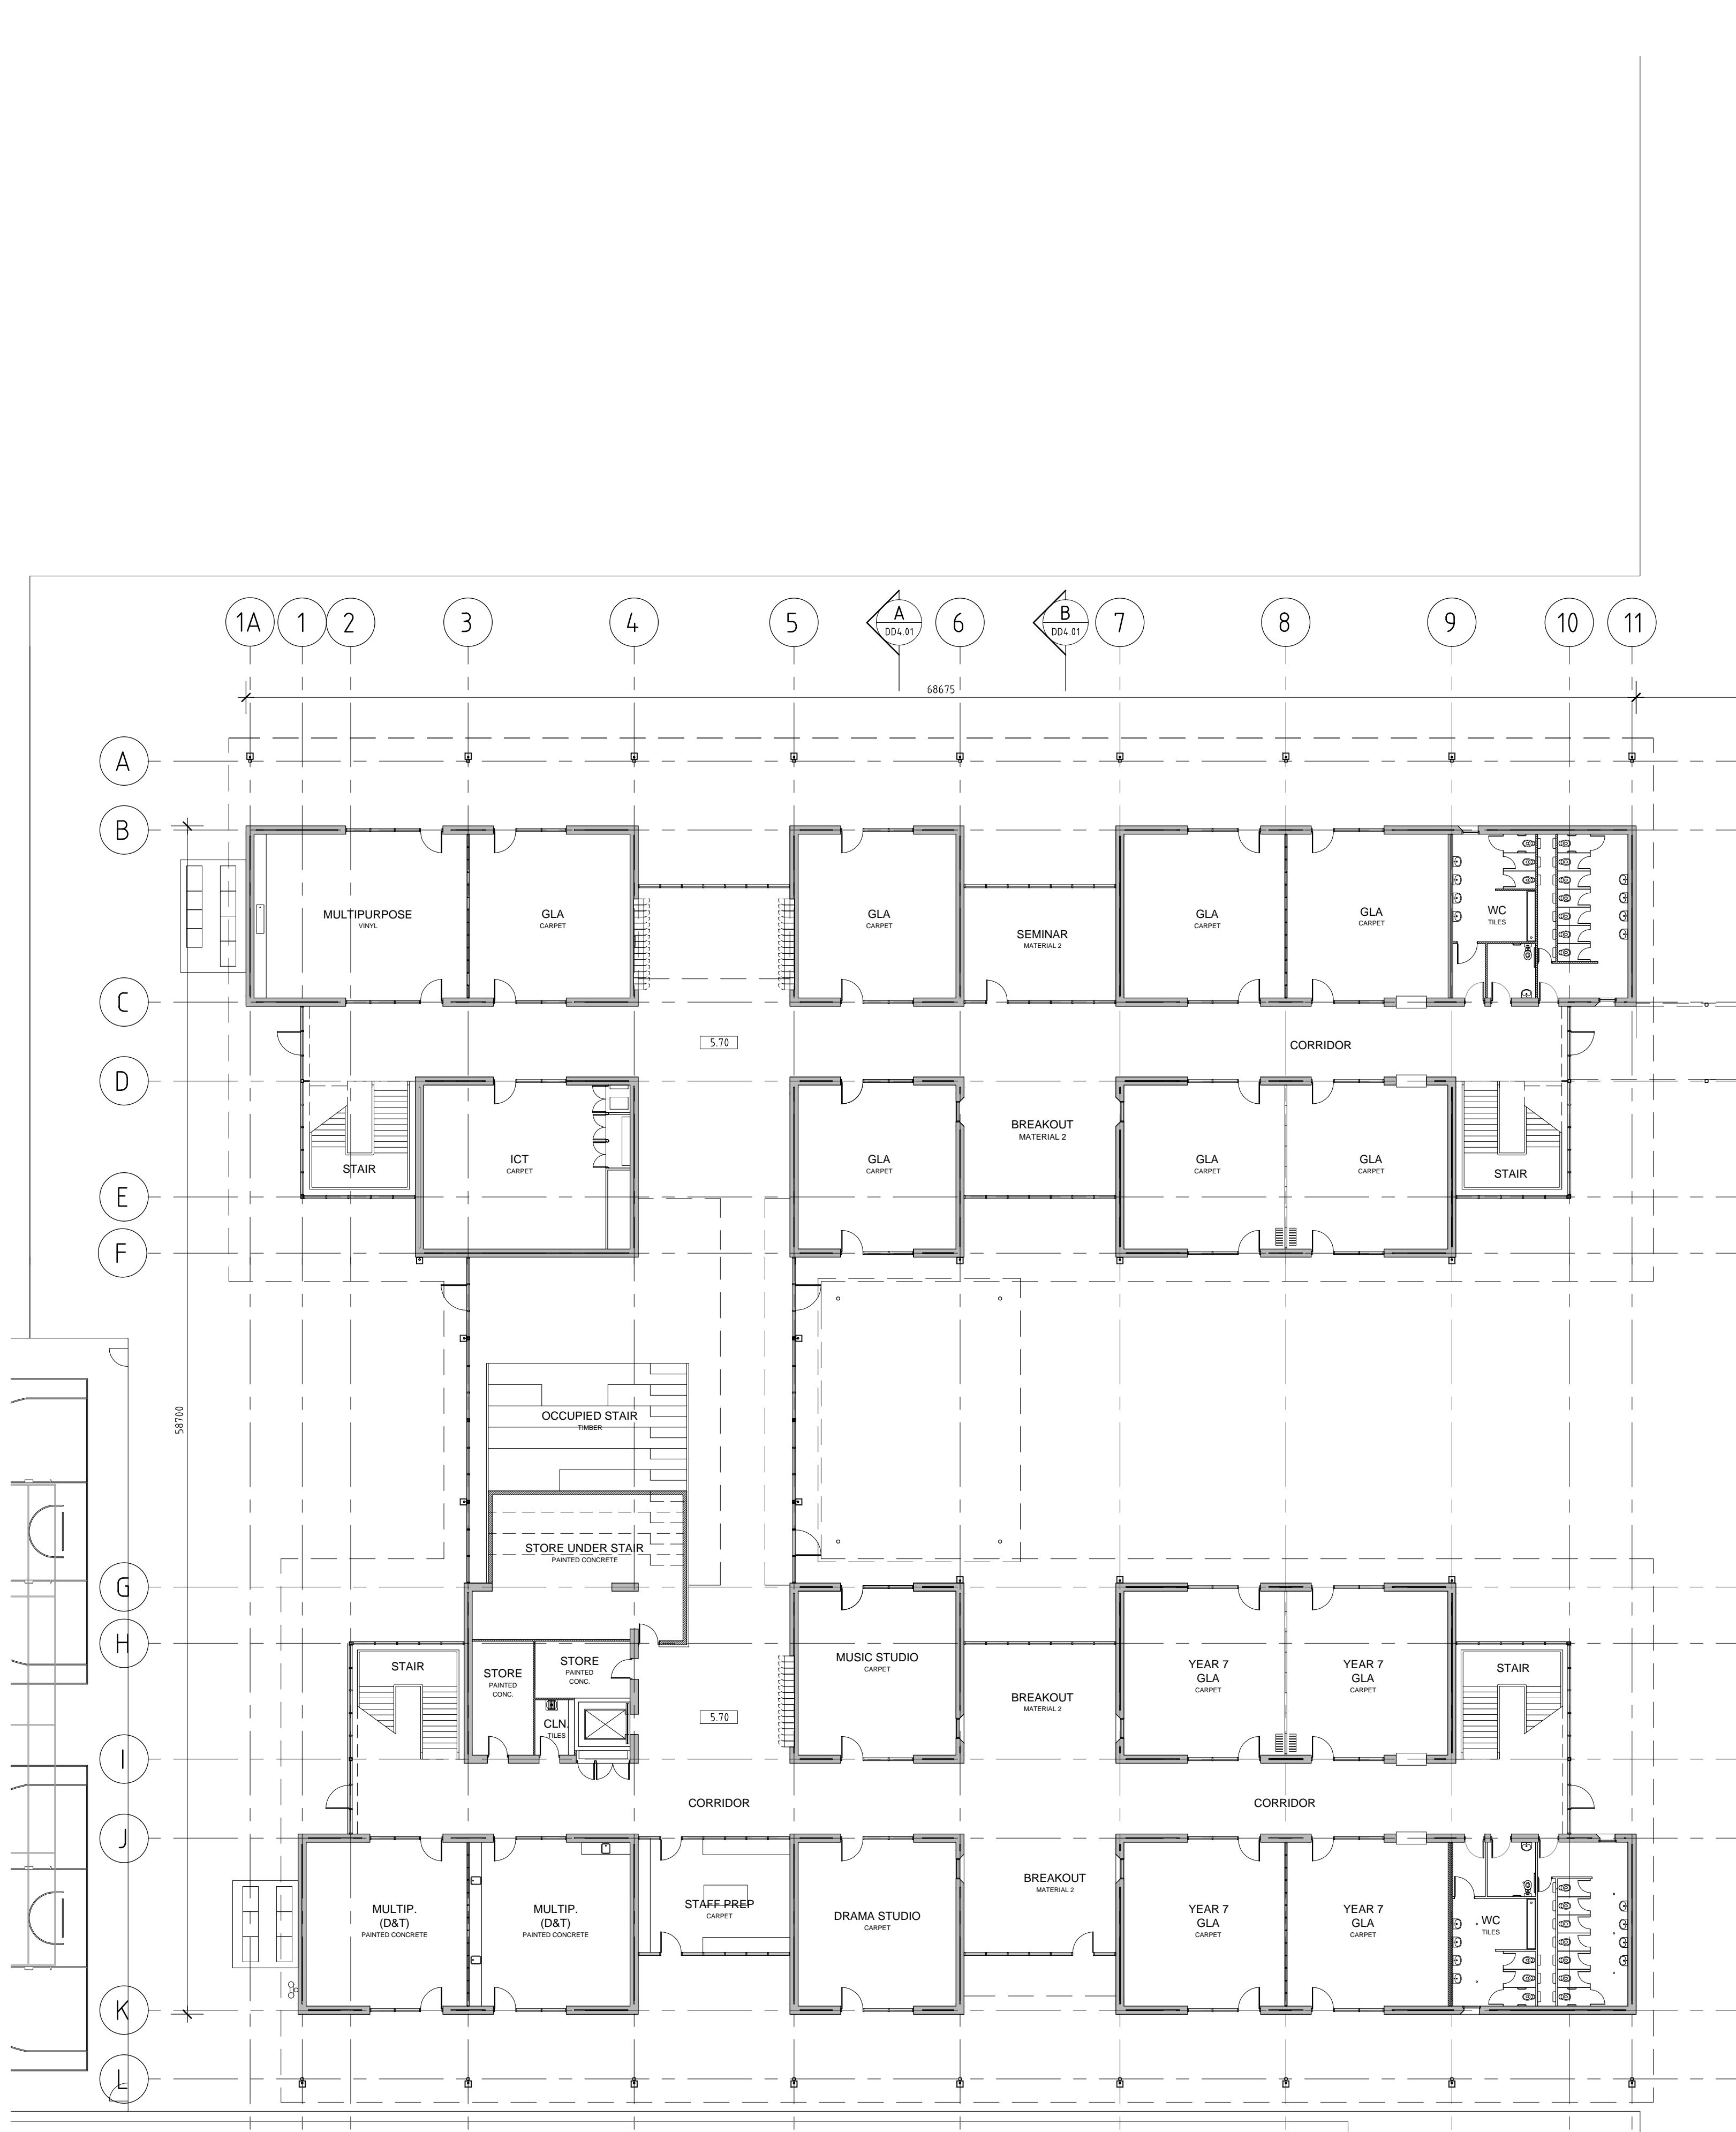 1A 1 2 3 4 5 A 6 B 7 8 9 10 11
DD4.01 DD4.01
68675
A
B
MULTIPURPOSE
VINYL
GLA
CARPET
GLA
CARPET
SEMINAR
MATERIAL 2
GLA
CARPET
GLA
CARPET
WC
TILES
C
5.70
CORRIDOR
D
STAIR
ICT
CARPET
GLA
CARPET
BREAKOUT
MATERIAL 2
GLA
CARPET
GLA
CARPET
STAIR
E
F
58700
OCCUPIED STAIR
TIMBER
STORE UNDER STAIR
PAINTED CONCRETE
G
H
STAIR
STORE
PAINTED
CONC.
STORE
PAINTED
CONC.
CLN.
TILES
5.70
MUSIC STUDIO
CARPET
BREAKOUT
MATERIAL 2
YEAR 7
GLA
CARPET
YEAR 7
GLA
CARPET
STAIR
I
CORRIDOR
CORRIDOR
J
MULTIP.
(D&T)
PAINTED CONCRETE
MULTIP.
(D&T)
PAINTED CONCRETE
STAFF PREP
CARPET
DRAMA STUDIO
CARPET
BREAKOUT
MATERIAL 2
YEAR 7
GLA
CARPET
YEAR 7
GLA
CARPET
WC
TILES
K
L